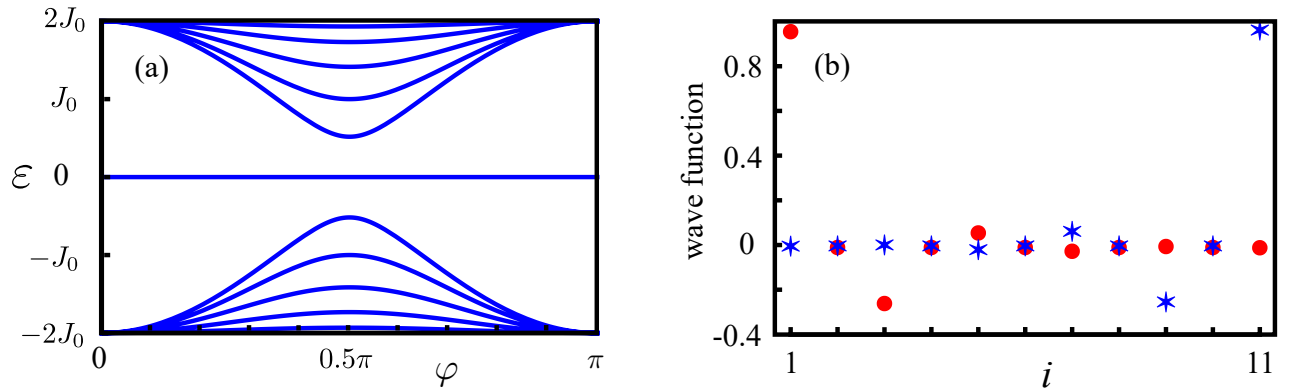 2J₀
(a)
J₀
ε
0
−J₀
−2J₀
0
0.5π
φ
π
(b)
wave function
0.8
0.4
0
-0.4
1
i
11